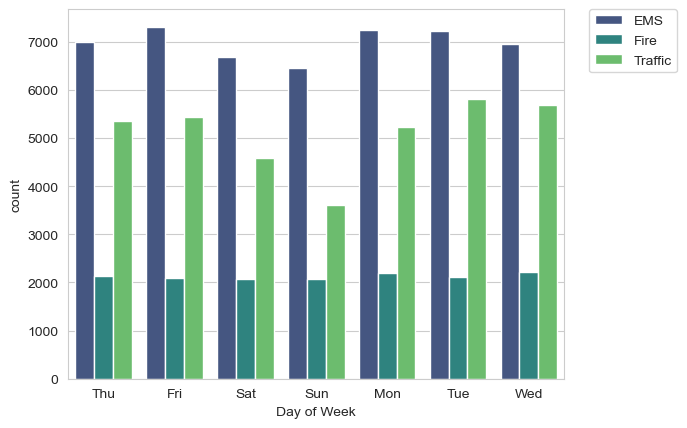 EMS
Fire
Traffic
7000
6000
5000
4000
3000
2000
1000
0
count
Thu Fri Sat Sun Mon Tue Wed
Day of Week